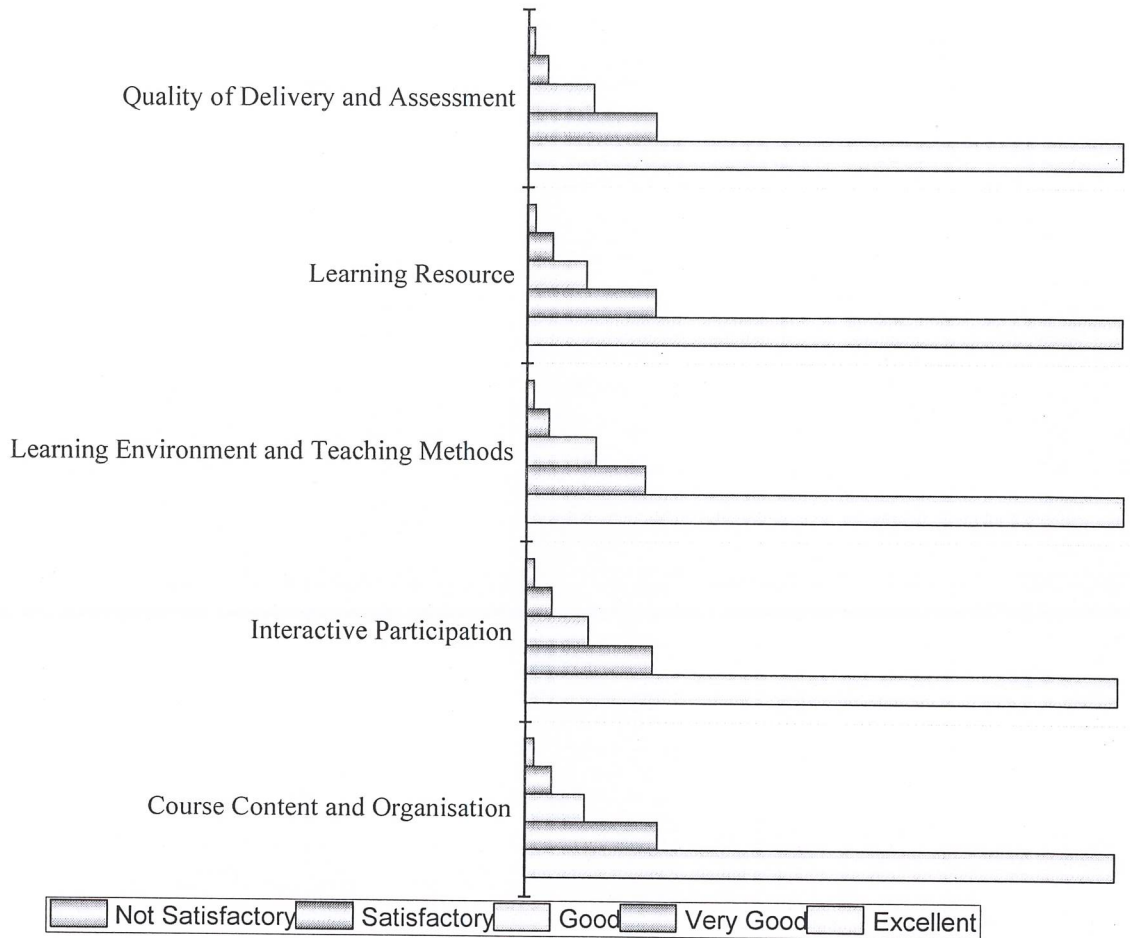 Quality of Delivery and Assessment
Learning Resource
Learning Environment and Teaching Methods
Interactive Participation
Course Content and Organisation
Not Satisfactory Satisfactory Good Very Good Excellent